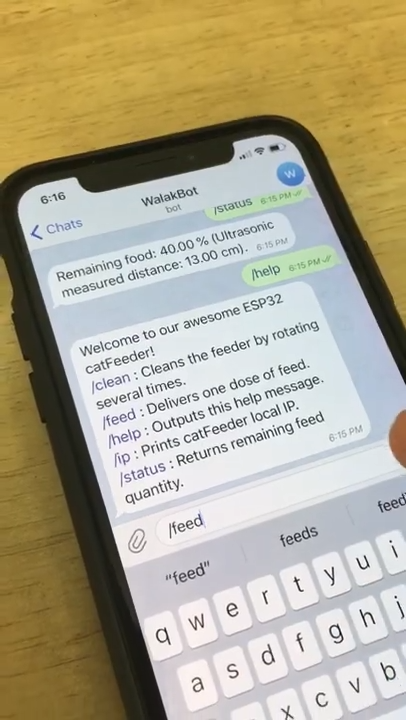 6:16
WalakBot
W
Chats
bot
/status 6:15 PM
Remaining food: 40.00 % (Ultrasonic
measured distance: 13.00 cm). 6:15 PM
/help 6:15 PM
Welcome to our awesome ESP32
catFeeder!
/clean : Cleans the feeder by rotating
several times.
/feed : Delivers one dose of feed.
/help : Outputs this help message.
/ip : Prints catFeeder local IP.
/status : Returns remaining feed
quantity. 6:15 PM
/feed
"feed" feeds
q w e r t y u i
a s d f g h j
x c v b